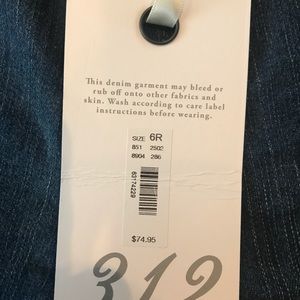 This denim garment may bleed or
rub off onto other fabrics and
skin. Wash according to care label
instructions before wearing.
SIZE 6R
851 2502
8904 286
63174229
$74.95
312